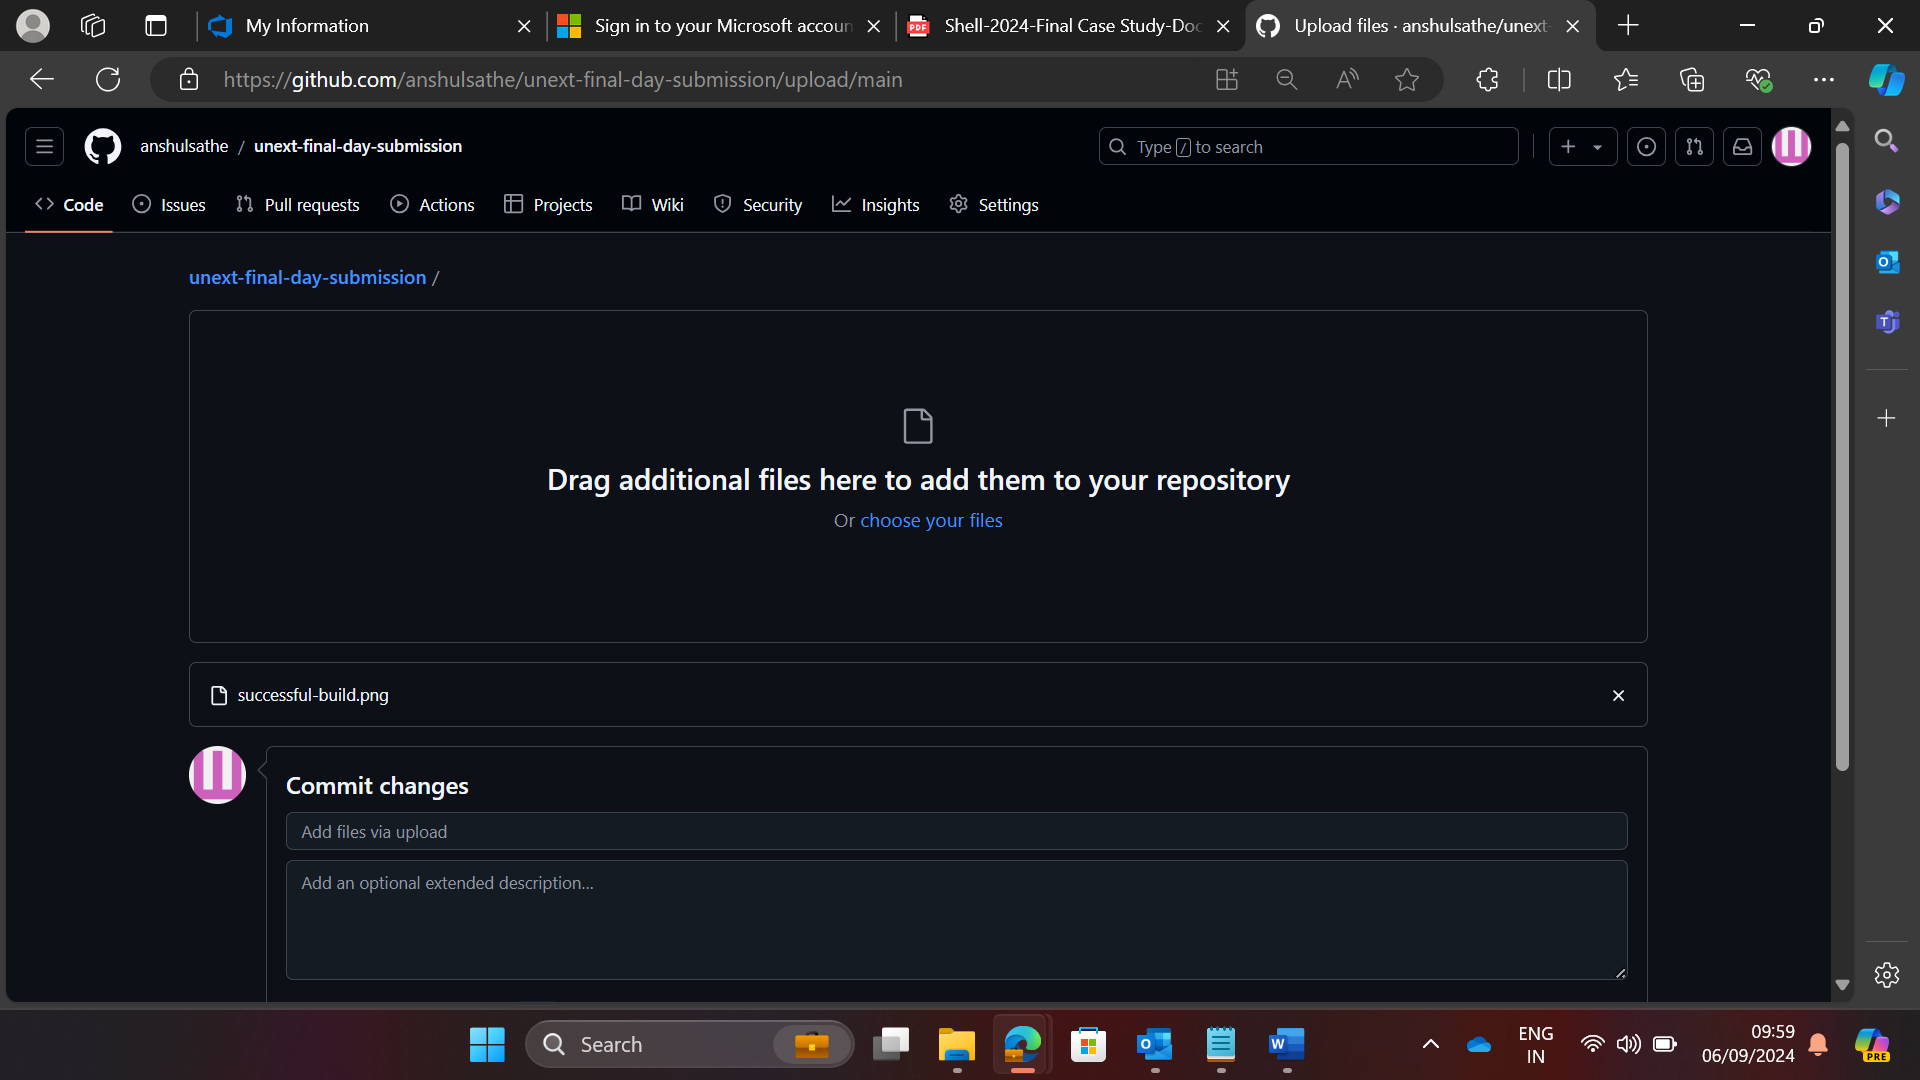 My Information
Sign in to your Microsoft accoun
PDF
Shell-2024-Final Case Study-Doc
Upload files · anshulsathe/unext-
https://github.com/anshulsathe/unext-final-day-submission/upload/main
anshulsathe / unext-final-day-submission
Type / to search
Code
Issues
Pull requests
Actions
Projects
Wiki
Security
Insights
Settings
unext-final-day-submission /
Drag additional files here to add them to your repository
Or choose your files
successful-build.png
Commit changes
Add files via upload
Add an optional extended description...
Search
ENG
IN
09:59
06/09/2024
PRE